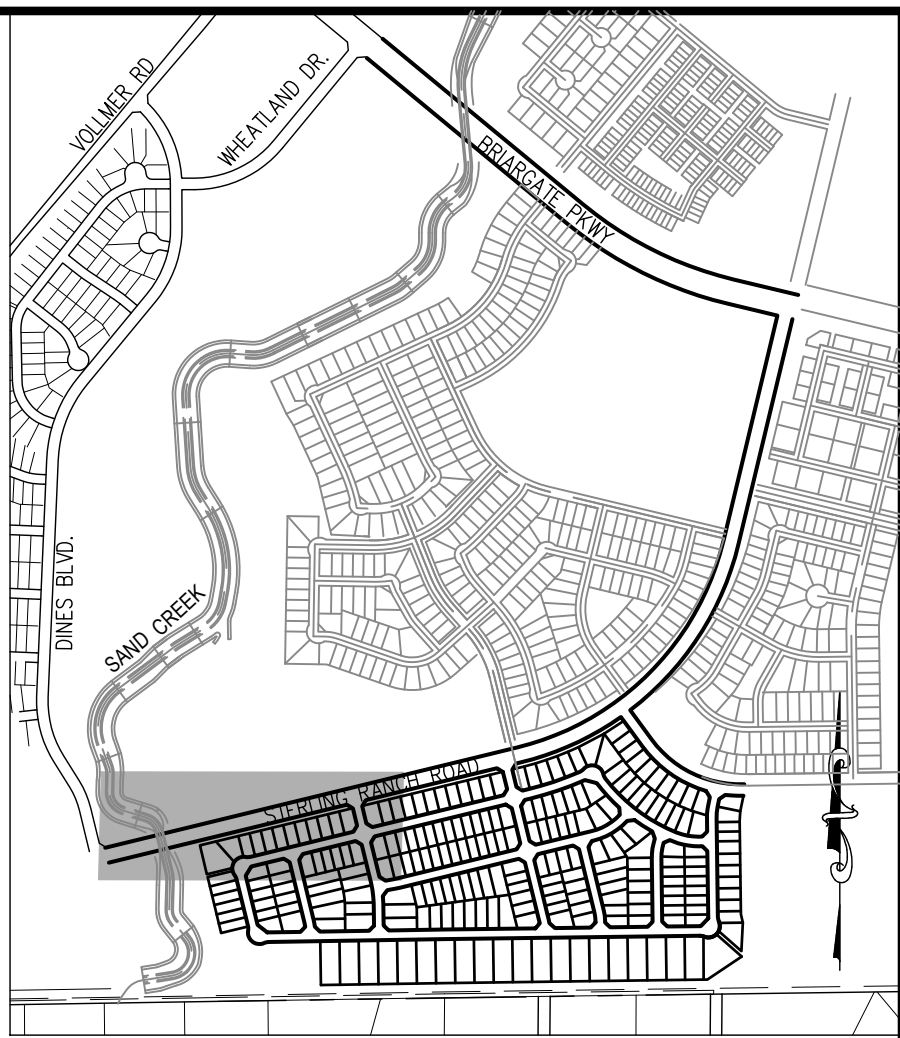 VOLLMER RD
WHEATLAND DR.
BRIARGATE PKWY
DINES BLVD.
SAND CREEK
STERLING RANCH ROAD